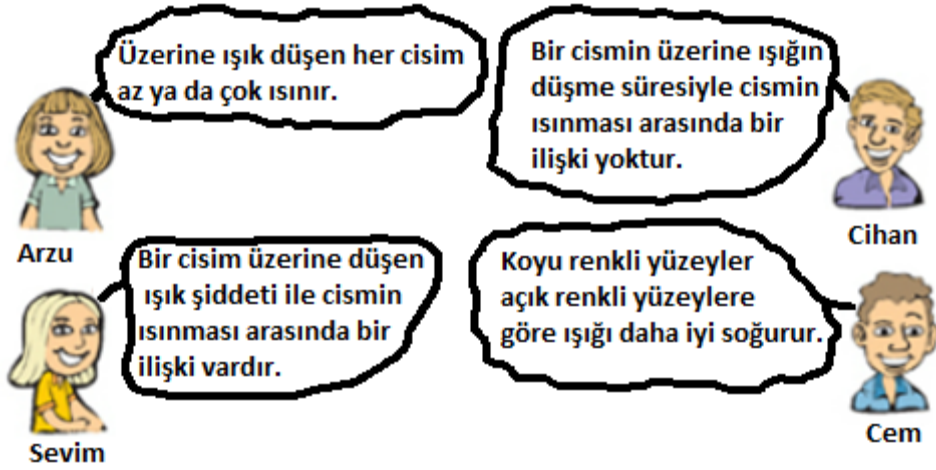 Üzerine ışık düşen her cisim
az ya da çok ısınır.
Arzu
Bir cismin üzerine ışığın
düşme süresiyle cismin
ısınması arasında bir
ilişki yoktur.
Cihan
Bir cisim üzerine düşen
ışık şiddeti ile cismin
ısınması arasında bir
ilişki vardır.
Sevim
Koyu renkli yüzeyler
açık renkli yüzeylere
göre ışığı daha iyi soğurur.
Cem